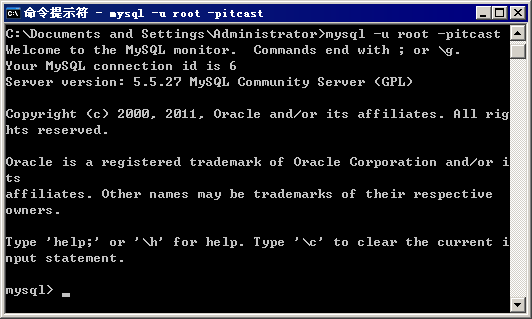 命令提示符 - mysql -u root -pitcast
C:\Documents and Settings\Administrator>mysql -u root -pitcast
Welcome to the MySQL monitor.  Commands end with ; or \g.
Your MySQL connection id is 6
Server version: 5.5.27 MySQL Community Server (GPL)
Copyright (c) 2000, 2011, Oracle and/or its affiliates. All rig
hts reserved.
Oracle is a registered trademark of Oracle Corporation and/or i
ts
affiliates. Other names may be trademarks of their respective
owners.
Type 'help;' or '\h' for help. Type '\c' to clear the current i
nput statement.
mysql> _